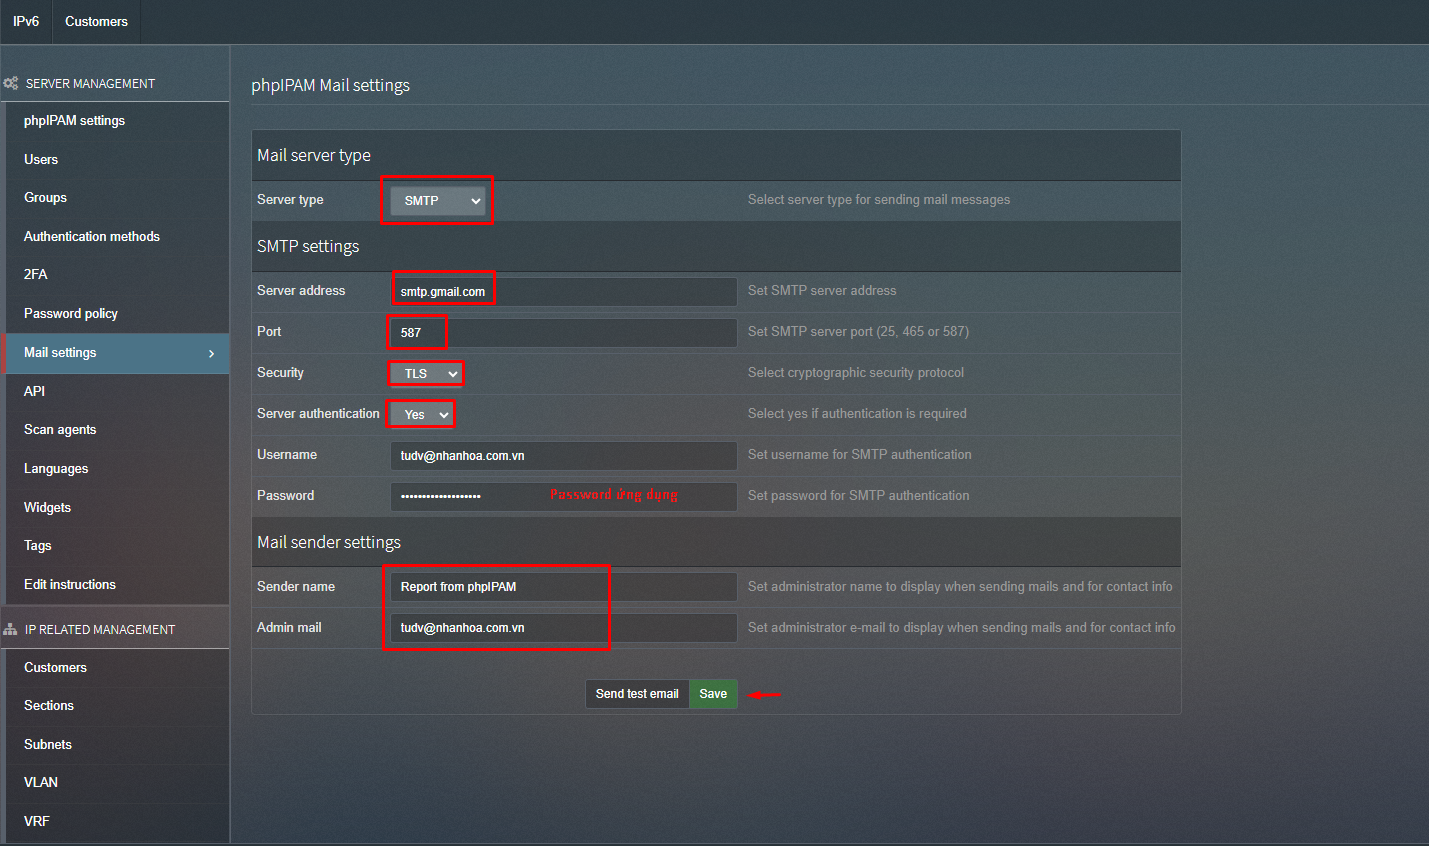 IPv6 Customers
SERVER MANAGEMENT
phpIPAM settings
Users
Groups
Authentication methods
2FA
Password policy
Mail settings
API
Scan agents
Languages
Widgets
Tags
Edit instructions
IP RELATED MANAGEMENT
Customers
Sections
Subnets
VLAN
VRF
phpIPAM Mail settings
Mail server type
Server type SMTP Select server type for sending mail messages
SMTP settings
Server address smtp.gmail.com Set SMTP server address
Port 587 Set SMTP server port (25, 465 or 587)
Security TLS Select cryptographic security protocol
Server authentication Yes Select yes if authentication is required
Username tudv@nhanhoa.com.vn Set username for SMTP authentication
Password •••••••••••••••••••• Password ứng dụng Set password for SMTP authentication
Mail sender settings
Sender name Report from phpIPAM Set administrator name to display when sending mails and for contact info
Admin mail tudv@nhanhoa.com.vn Set administrator e-mail to display when sending mails and for contact info
Send test email Save